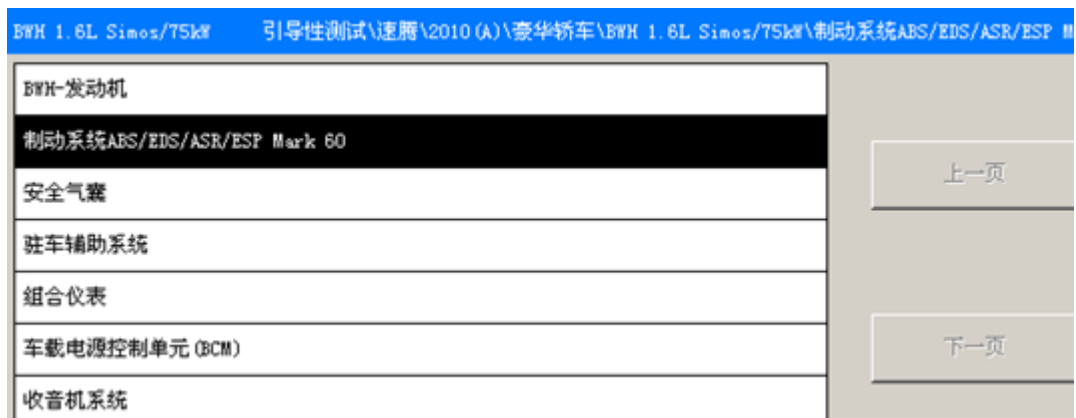 BWH 1.6L Simos/75kW 引导性测试\速腾\2010(A)\豪华轿车\BWH 1.6L Simos/75kW\制动系统ABS/EDS/ASR/ESP
BWH-发动机
制动系统ABS/EDS/ASR/ESP Mark 60
安全气囊
上一页
驻车辅助系统
组合仪表
车载电源控制单元(BCM)
下一页
收音机系统